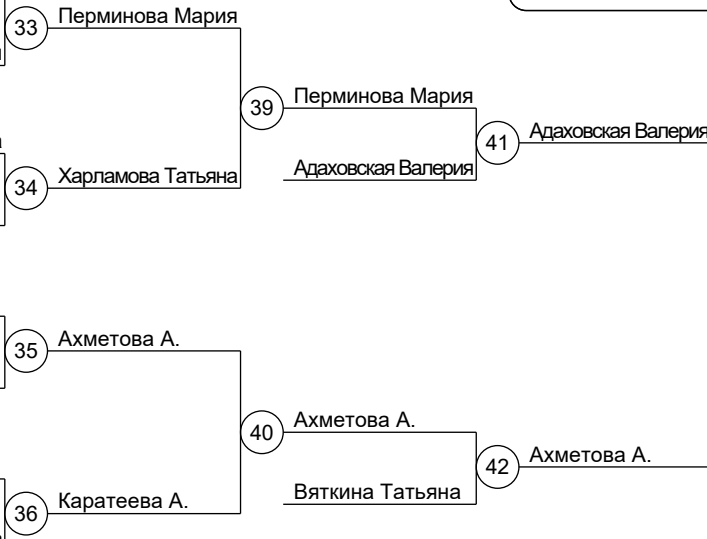 33 Перминова Мария
39 Перминова Мария
41 Адаховская Валерия
Адаховская Валерия
34 Харламова Татьяна
35 Ахметова А.
40 Ахметова А.
42 Ахметова А.
Вяткина Татьяна
36 Каратеева А.